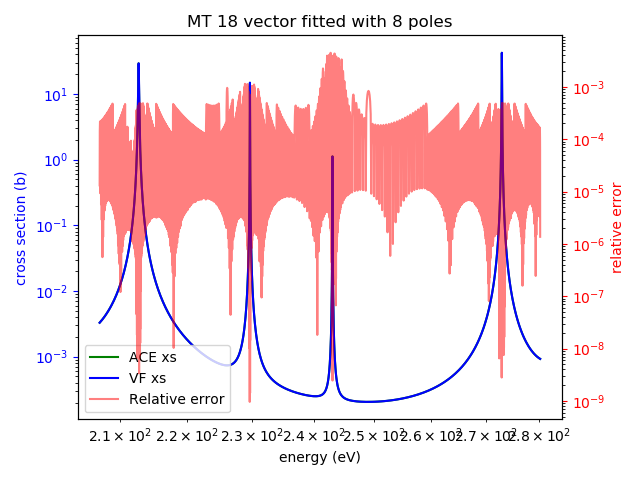 MT 18 vector fitted with 8 poles
cross section (b)
10¹
10⁰
10⁻¹
10⁻²
10⁻³
10⁻³
10⁻⁴
10⁻⁵
10⁻⁶
10⁻⁷
10⁻⁸
10⁻⁹
relative error
ACE xs
VF xs
Relative error
2.1 × 10² 2.2 × 10² 2.3 × 10² 2.4 × 10² 2.5 × 10² 2.6 × 10² 2.7 × 10² 2.8 × 10²
energy (eV)